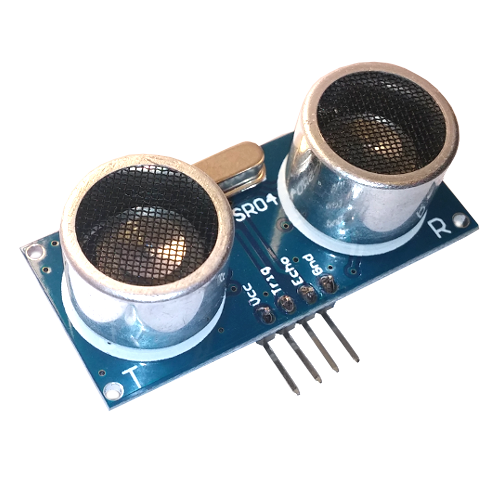 SR04
R
Vcc
Trig
Echo
Gnd
T